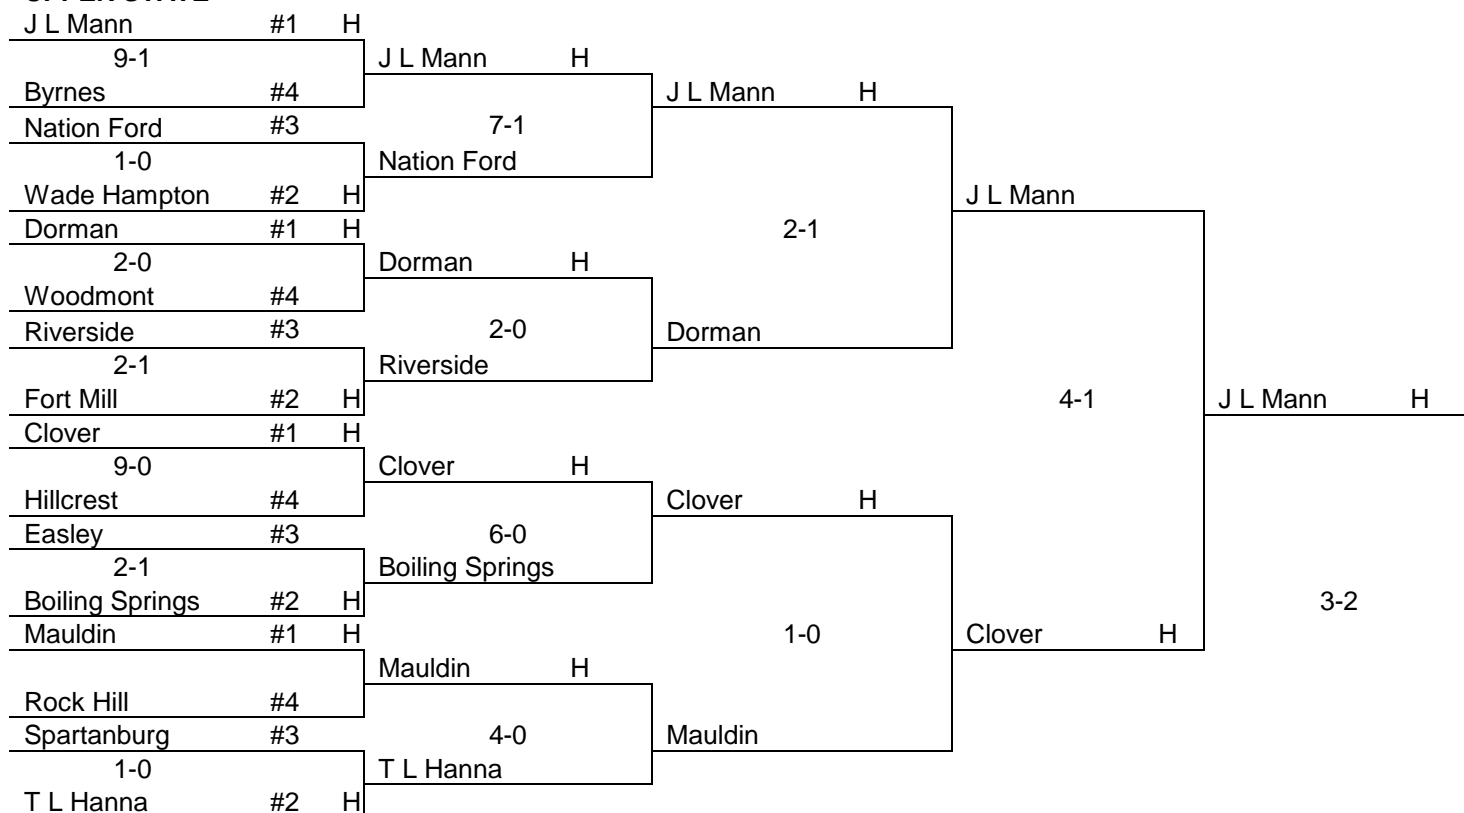 J L Mann #1 H
9-1 J L Mann H
Byrnes #4 J L Mann H
Nation Ford #3 7-1
1-0 Nation Ford
Wade Hampton #2 H J L Mann
Dorman #1 H 2-1
2-0 Dorman H
Woodmont #4
Riverside #3 2-0 Dorman
2-1 Riverside
Fort Mill #2 H 4-1 J L Mann H
Clover #1 H
9-0 Clover H
Hillcrest #4 Clover H
Easley #3 6-0
2-1 Boiling Springs
Boiling Springs #2 H 3-2
Mauldin #1 H 1-0 Clover H
Mauldin H
Rock Hill #4
Spartanburg #3 4-0 Mauldin
1-0 T L Hanna
T L Hanna #2 H